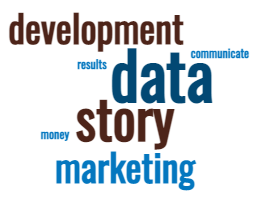 development
communicate
results
data
story
money
marketing